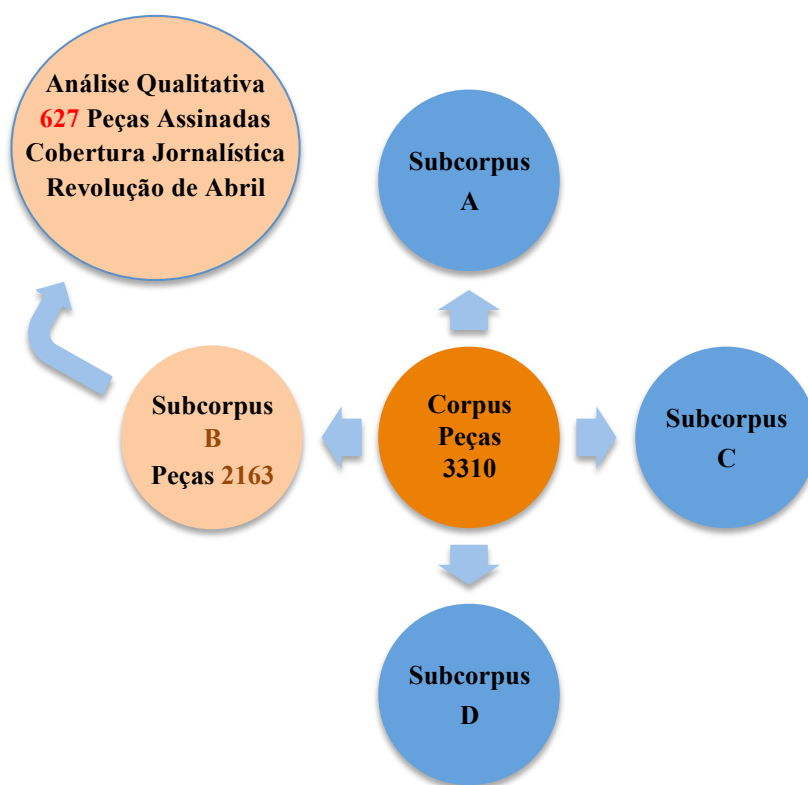 Análise Qualitativa
627 Peças Assinadas
Cobertura Jornalística
Revolução de Abril
Subcorpus
A
Subcorpus
B
Peças 2163
Corpus
Peças
3310
Subcorpus
C
Subcorpus
D